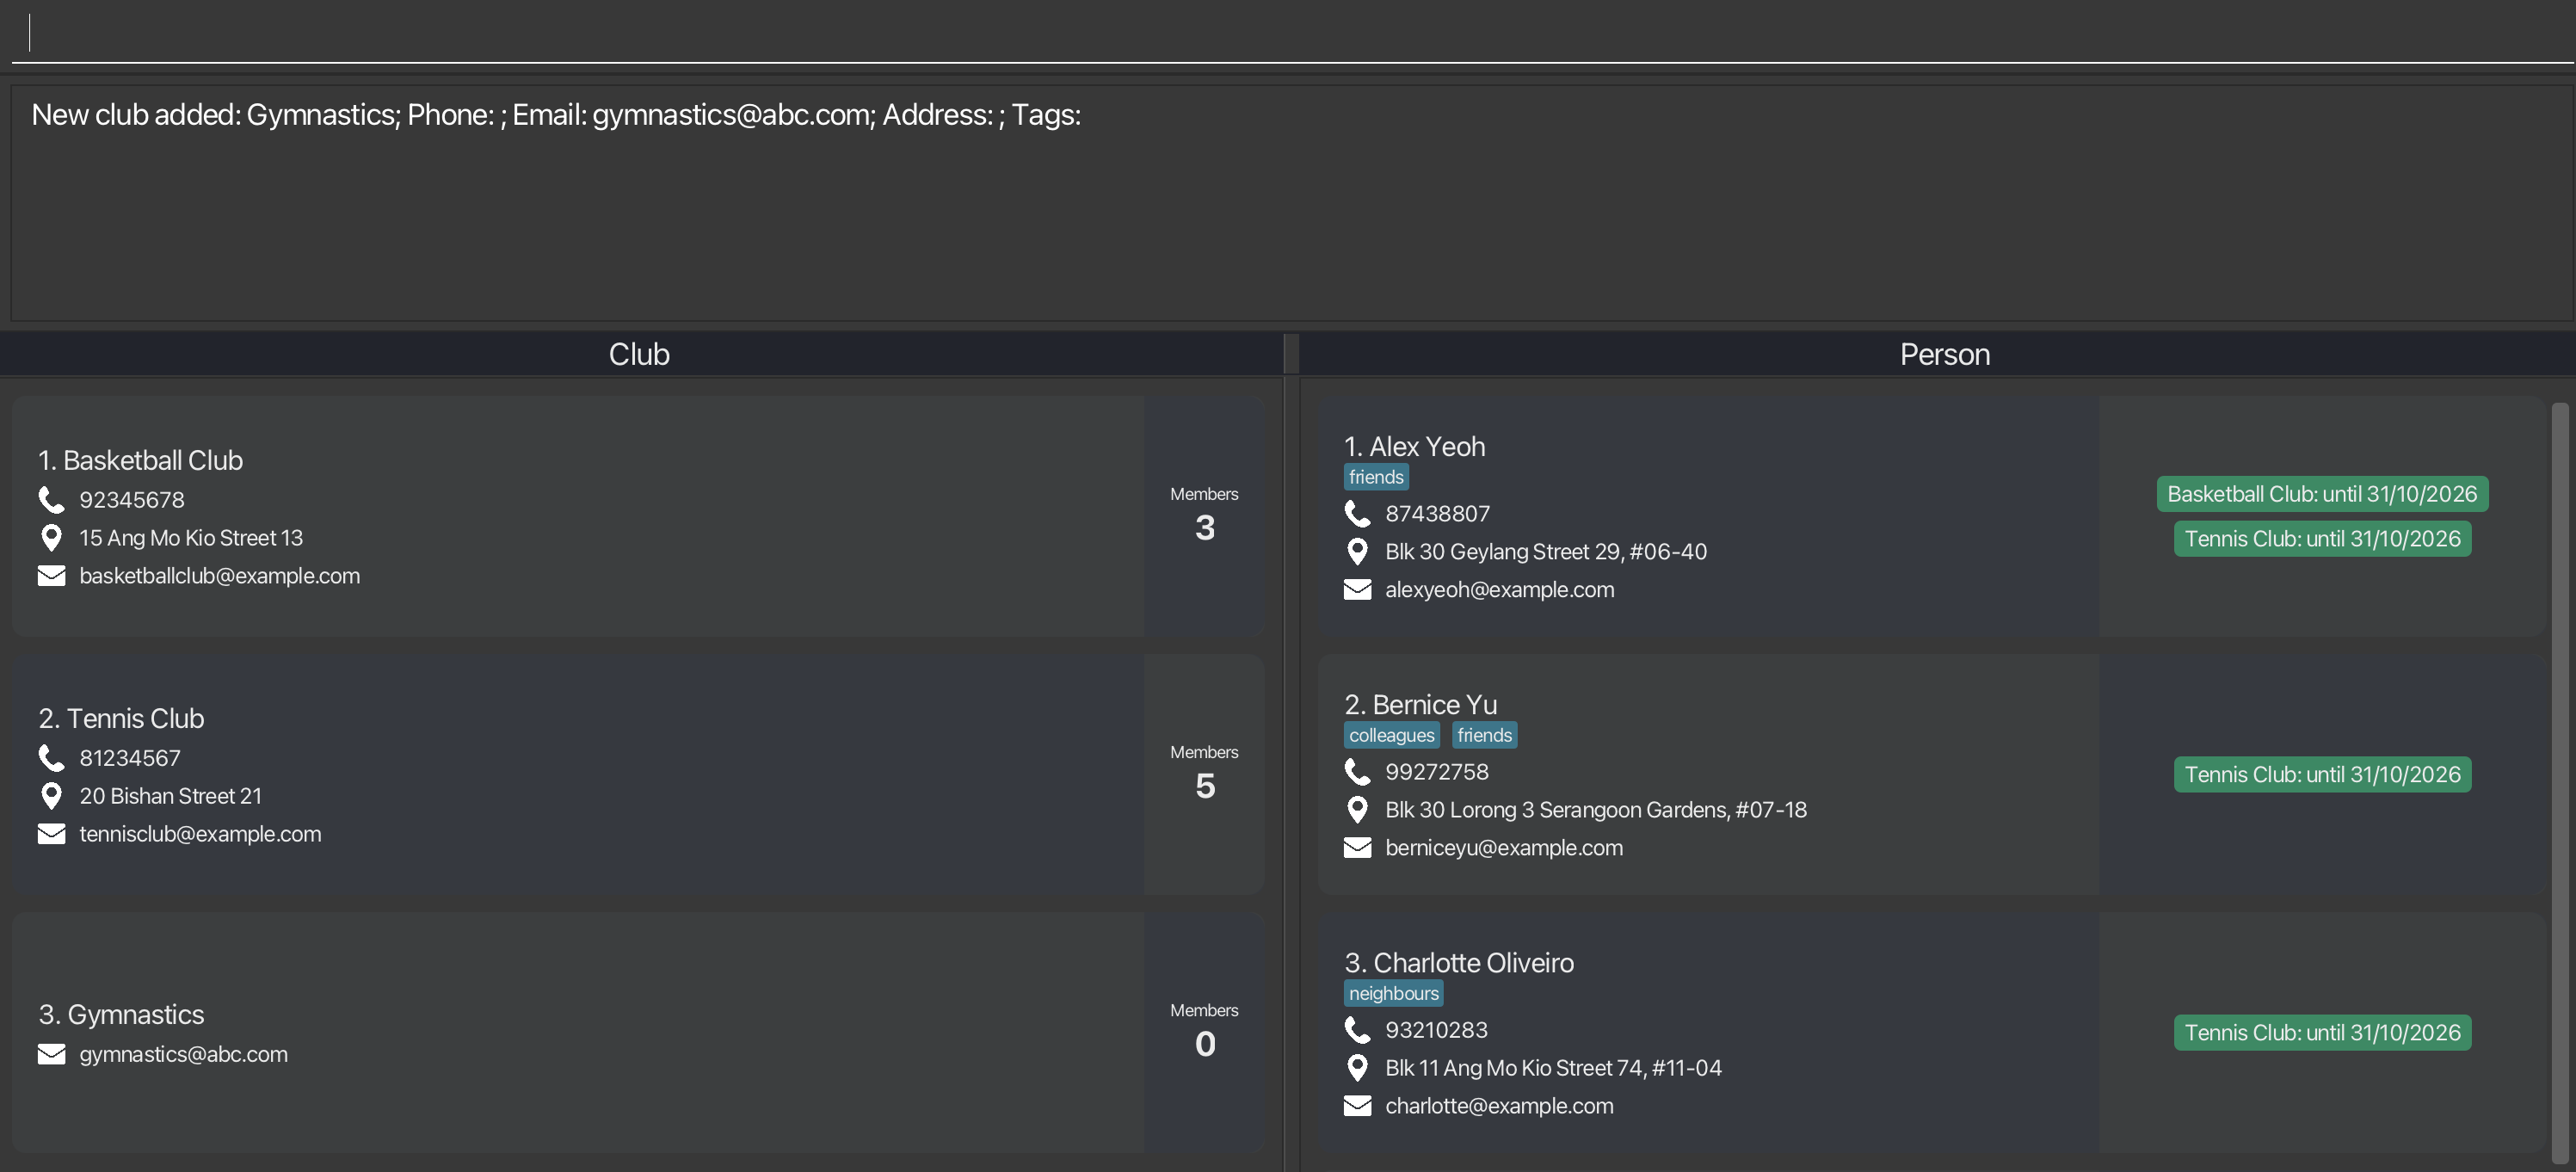 New club added: Gymnastics; Phone: ; Email: gymnastics@abc.com; Address: ; Tags:
Club
1. Basketball Club
92345678
15 Ang Mo Kio Street 13
basketballclub@example.com
Members
3
2. Tennis Club
81234567
20 Bishan Street 21
tennisclub@example.com
Members
5
3. Gymnastics
gymnastics@abc.com
Members
0
Person
1. Alex Yeoh
friends
87438807
Blk 30 Geylang Street 29, #06-40
alexyeoh@example.com
Basketball Club: until 31/10/2026
Tennis Club: until 31/10/2026
2. Bernice Yu
colleagues friends
99272758
Blk 30 Lorong 3 Serangoon Gardens, #07-18
berniceyu@example.com
Tennis Club: until 31/10/2026
3. Charlotte Oliveiro
neighbours
93210283
Blk 11 Ang Mo Kio Street 74, #11-04
charlotte@example.com
Tennis Club: until 31/10/2026